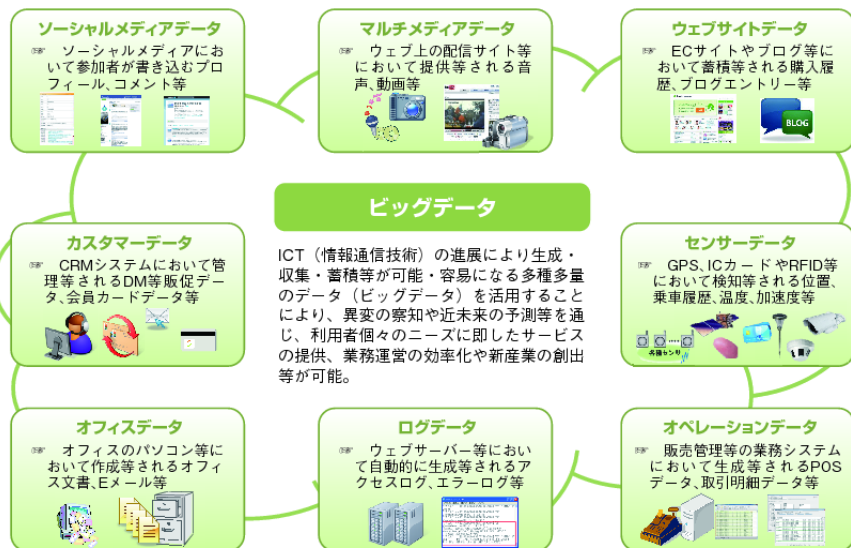 ソーシャルメディアデータ
ソーシャルメディアにお
いて参加者が書き込むプロ
フィール、コメント等
マルチメディアデータ
ウェブ上の配信サイト等
において提供等される音
声、動画等
ウェブサイトデータ
ECサイトやブログ等に
おいて蓄積等される購入履
歴、ブログエントリー等
BLOG
ビッグデータ
ICT（情報通信技術）の進展により生成・
収集・蓄積等が可能・容易になる多種多量
のデータ（ビッグデータ）を活用すること
により、異変の察知や近未来の予測等を通
じ、利用者個々のニーズに即したサービス
の提供、業務運営の効率化や新産業の創出
等が可能。
カスタマーデータ
CRMシステムにおいて管
理等されるDM等販促デー
タ、会員カードデータ等
センサーデータ
GPS、ICカードやRFID等
において検知等される位置、
乗車履歴、温度、加速度等
各種センサ
オフィスデータ
オフィスのパソコン等に
おいて作成等されるオフィ
ス文書、Eメール等
ログデータ
ウェブサーバー等におい
て自動的に生成等されるア
クセスログ、エラーログ等
オペレーションデータ
販売管理等の業務システム
において生成等されるPOS
データ、取引明細データ等